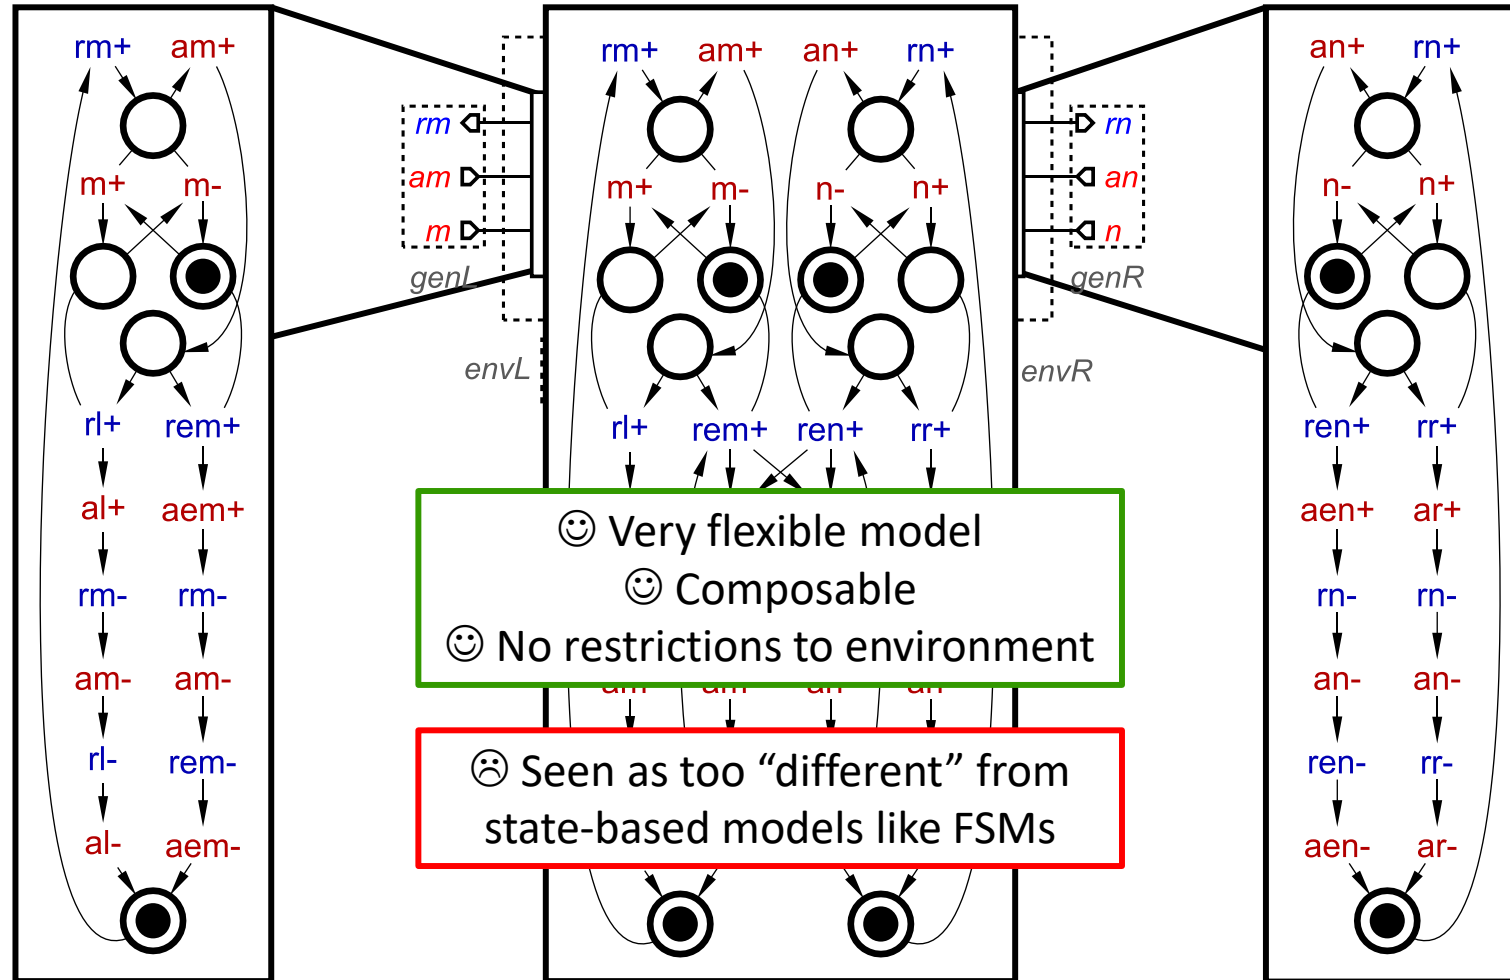 rm+ am+
m+ m-
rl+ rem+
al+ aem+
rm- rm-
am- am-
rl- rem-
al- aem-
rm
am
m
genL
envL
rm+ am+ an+ rn+
m+ m- n- n+
rl+ rem+ ren+ rr+
☺ Very flexible model
☺ Composable
☺ No restrictions to environment
☹ Seen as too “different” from
state-based models like FSMs
rn
an
n
genR
envR
an+ rn+
n- n+
ren+ rr+
aen+ ar+
rn- rn-
an- an-
ren- rr-
aen- ar-